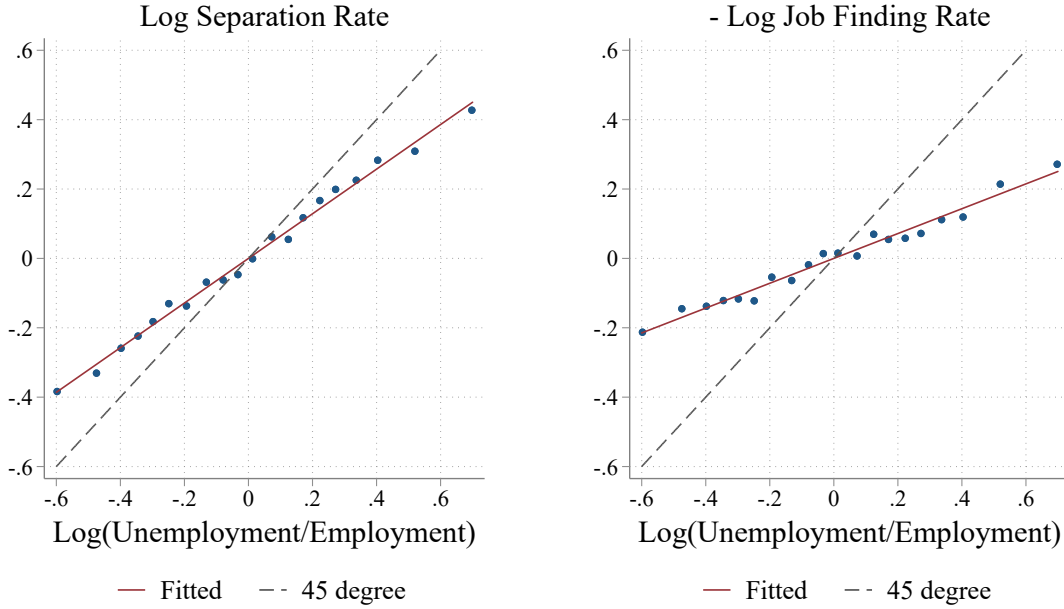 Log Separation Rate
.6
.4
.2
0
-.2
-.4
-.6
-.6 -.4 -.2 0 .2 .4 .6
Log(Unemployment/Employment)
Fitted 45 degree
- Log Job Finding Rate
.6
.4
.2
0
-.2
-.4
-.6
-.6 -.4 -.2 0 .2 .4 .6
Log(Unemployment/Employment)
Fitted 45 degree